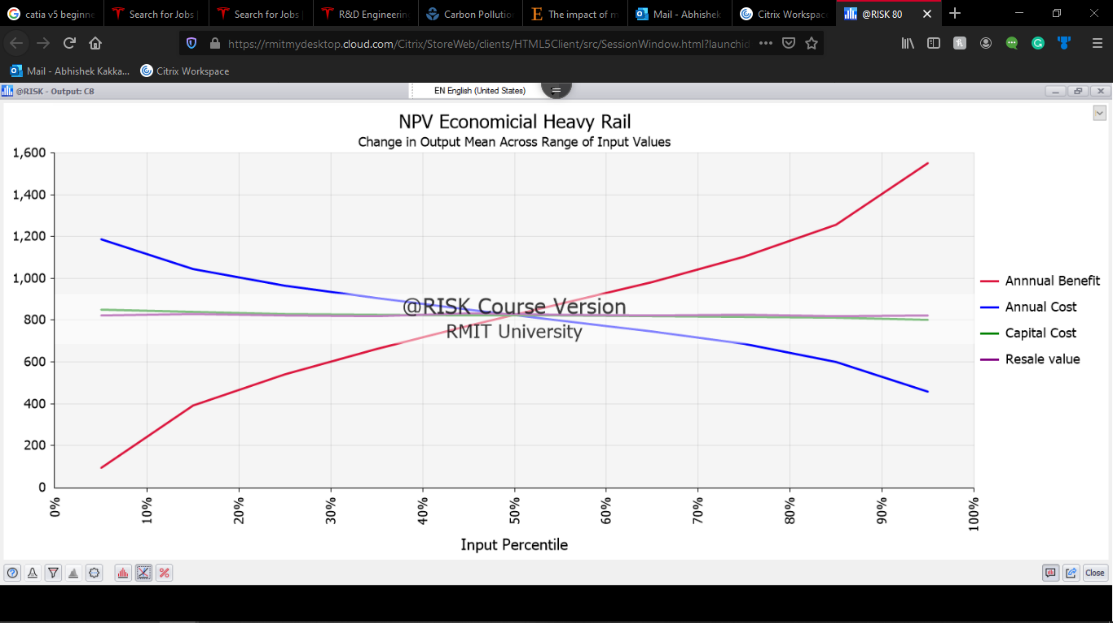 catia v5 beginne
Search for Jobs |
Search for Jobs |
R&D Engineerin
Carbon Pollutio
The impact of m
Mail - Abhishek
Citrix Workspac
@RISK 80
https://rmitmydesktop.cloud.com/Citrix/StoreWeb/clients/HTML5Client/src/SessionWindow.html?launchid
Mail - Abhishek Kakka...
Citrix Workspace
@RISK - Output: C8
EN English (United States)
NPV Economicial Heavy Rail
Change in Output Mean Across Range of Input Values
1,600
1,400
1,200
1,000
800
600
400
200
0
@RISK Course Version
RMIT University
Annnual Benefit
Annual Cost
Capital Cost
Resale value
0%
10%
20%
30%
40%
50%
60%
70%
80%
90%
100%
Input Percentile
Close